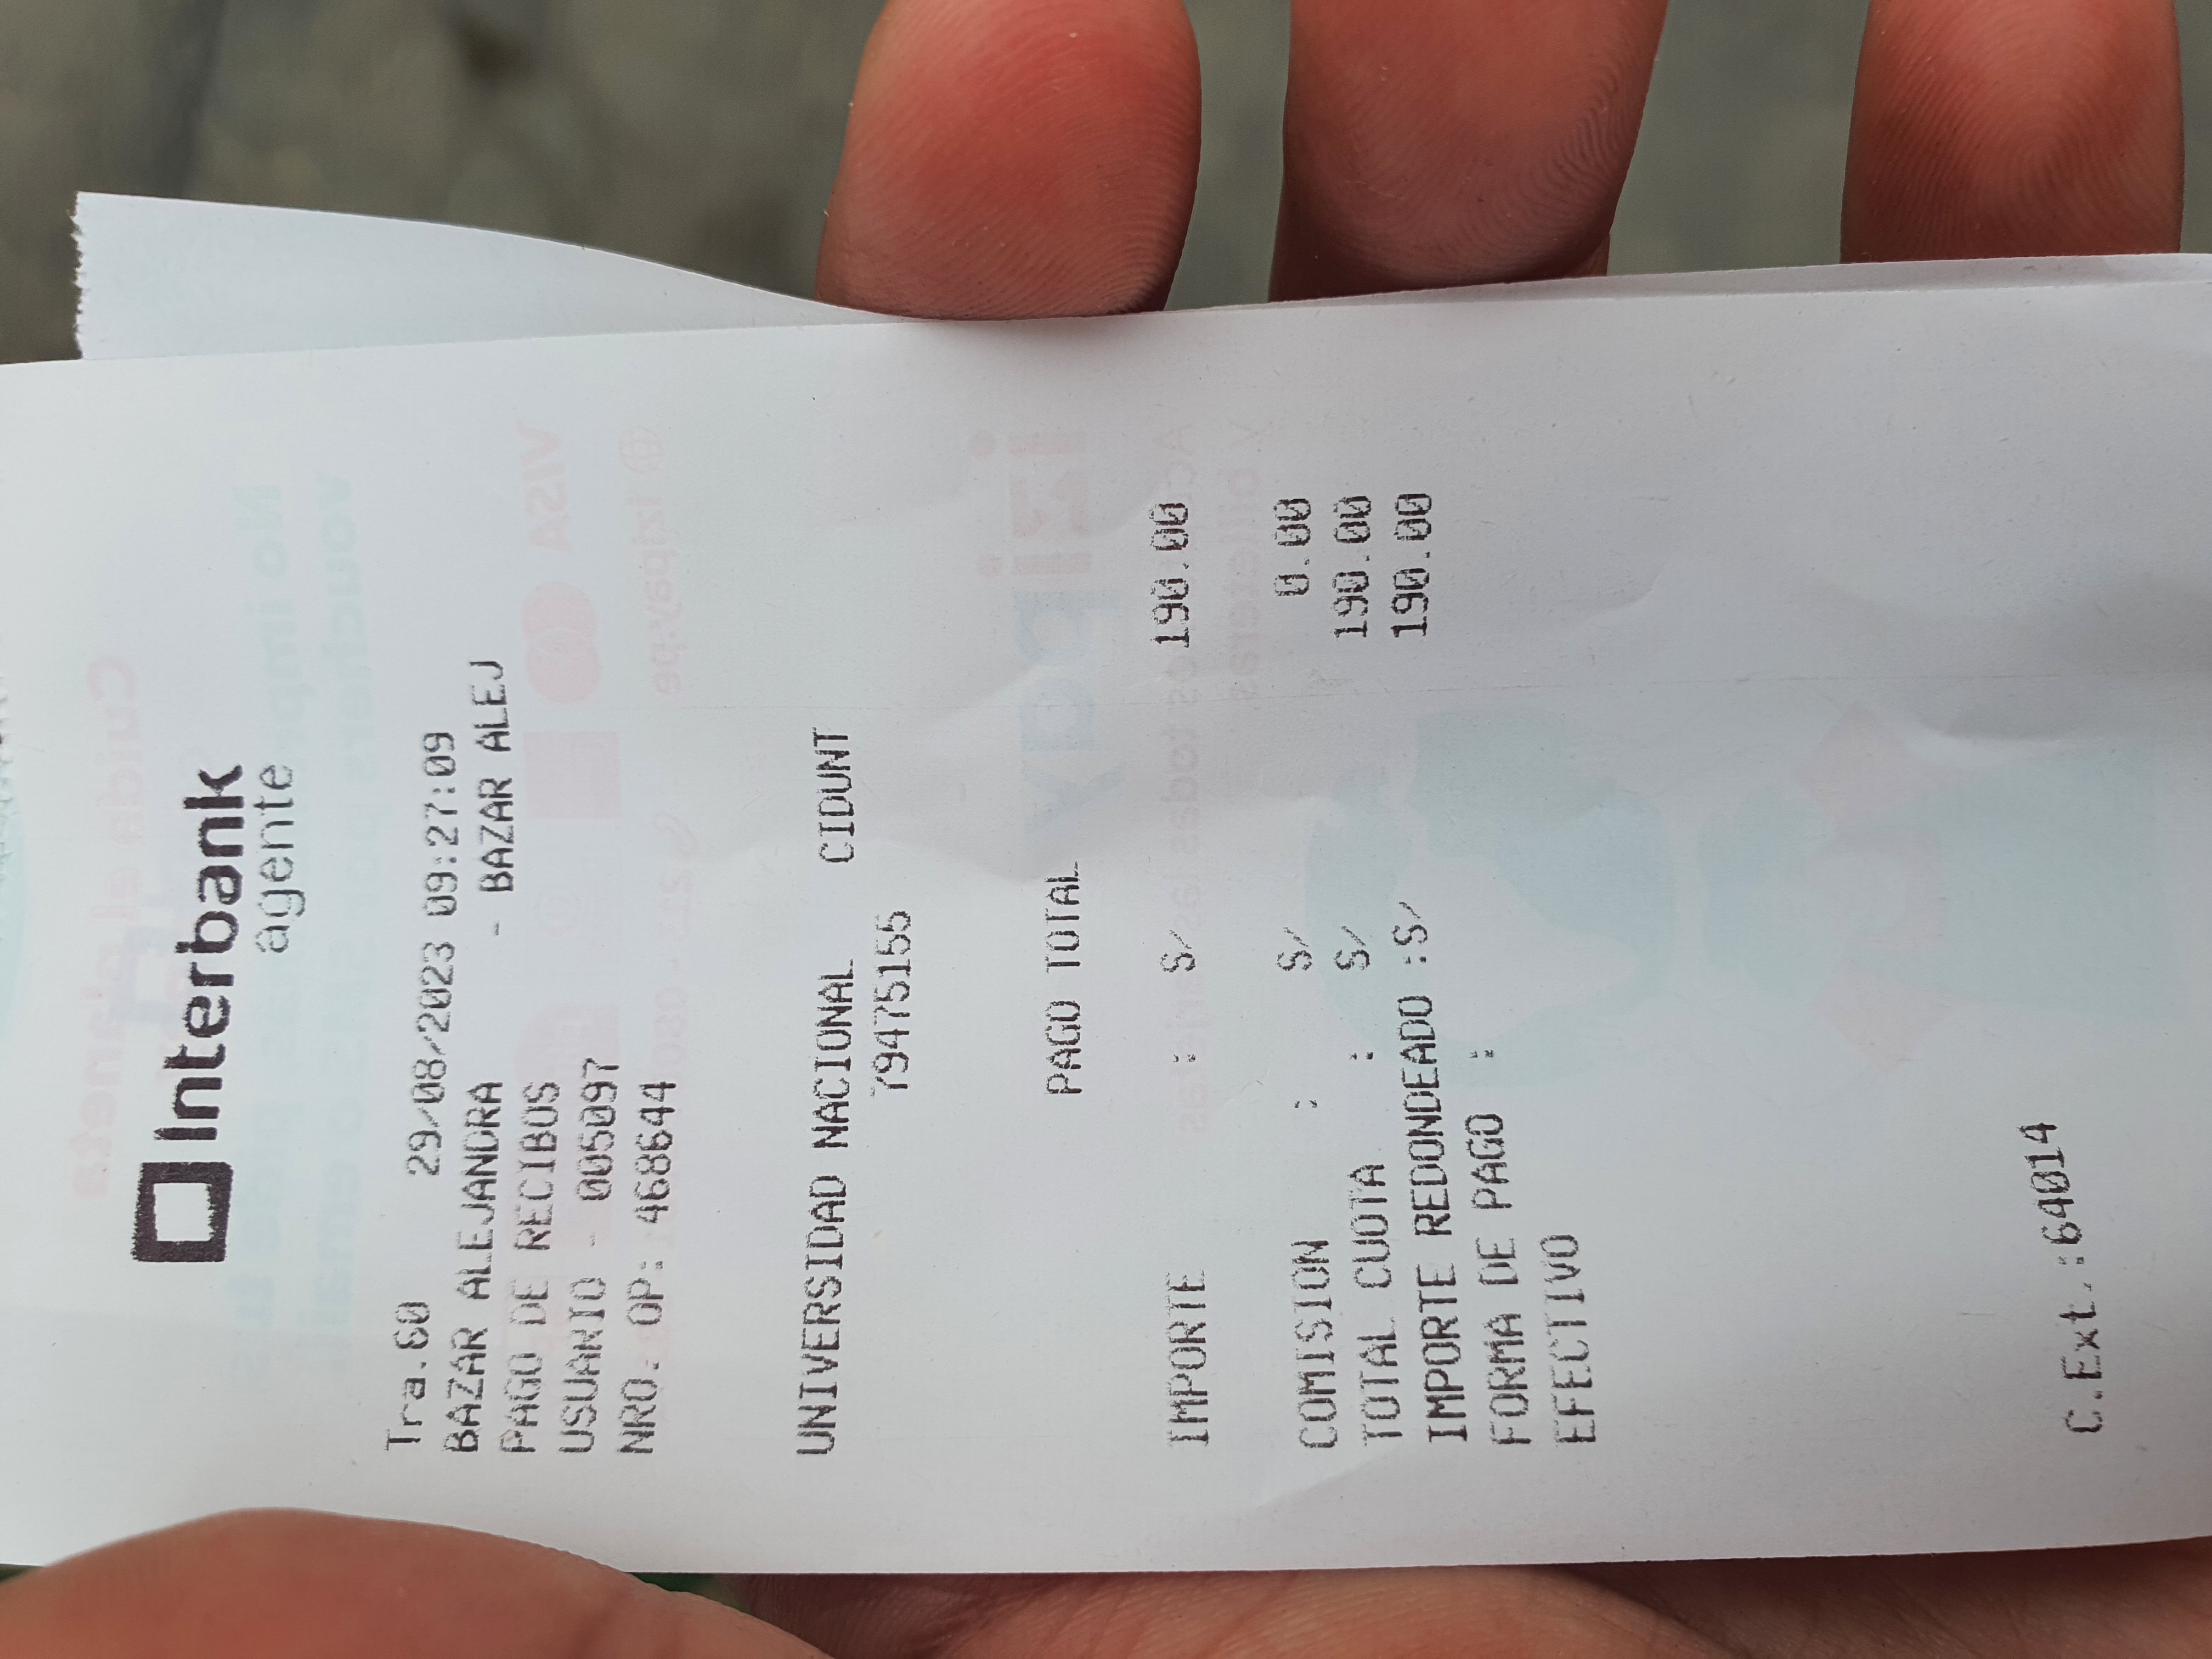 Interbank
agente
Tra.60 29/08/2023 09:27:09
BAZAR ALEJANDRA - BAZAR ALEJ
PAGO DE RECIBOS
USUARIO - 005097
NRO. OP: 468644
UNIVERSIDAD NACIONAL CIDUNT
79475155
PAGO TOTAL
IMPORTE : S/ 190.00
COMISION : S/ 0.00
TOTAL CUOTA : S/ 190.00
IMPORTE REDONDEADO :S/ 190.00
FORMA DE PAGO :
EFECTIVO
C.Ext.:64014